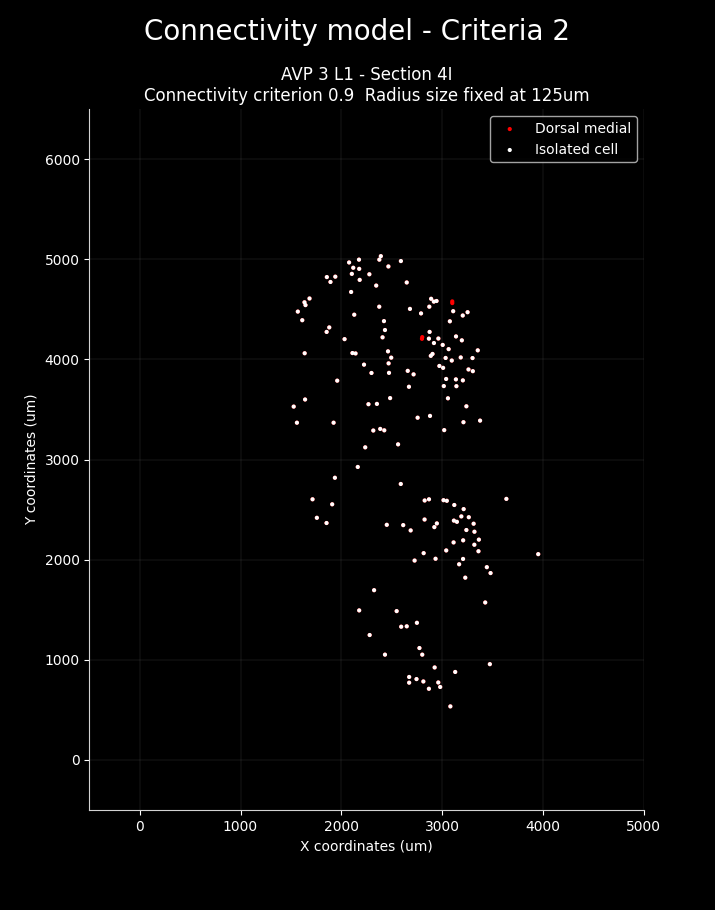 Connectivity model - Criteria 2
AVP 3 L1 - Section 4I
Connectivity criterion 0.9  Radius size fixed at 125um
Dorsal medial
Isolated cell
Y coordinates (um)
6000
5000
4000
3000
2000
1000
0
0 1000 2000 3000 4000 5000
X coordinates (um)